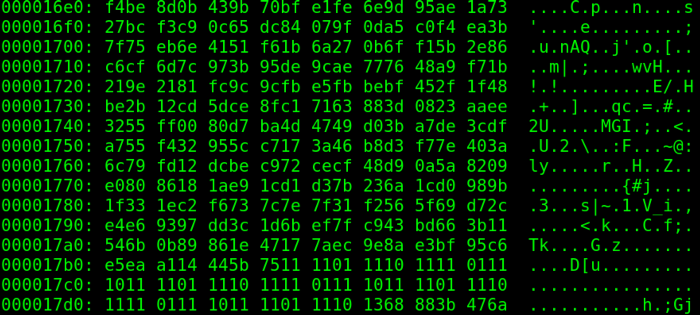 000016e0: f4be 8d0b 439b 70bf e1fe 6e9d 95ae 1a73 ....C.p...n....s
000016f0: 27bc f3c9 0c65 dc84 079f 0da5 c0f4 ea3b '....e.........;
00001700: 7f75 eb6e 4151 f61b 6a27 0b6f f15b 2e86 .u.nAQ..j'.o.[..
00001710: c6cf 6d7c 973b 95de 9cae 7776 48a9 f71b ..m|.;....wvH...
00001720: 219e 2181 fc9c 9cfb e5fb bebf 452f 1f48 !.!.........E/.H
00001730: be2b 12cd 5dce 8fc1 7163 883d 0823 aaee .+..]...qc.=.#..
00001740: 3255 ff00 80d7 ba4d 4749 d03b a7de 3cdf 2U.....MGI.;..<.
00001750: a755 f432 955c c717 3a46 b8d3 f77e 403a .U.2.\..:F...~@:
00001760: 6c79 fd12 dcbe c972 cecf 48d9 0a5a 8209 ly.....r..H..Z..
00001770: e080 8618 1ae9 1cd1 d37b 236a 1cd0 989b .........{#j....
00001780: 1f33 1ec2 f673 7c7e 7f31 f256 5f69 d72c .3...s|~.1.V_i.,
00001790: e4e6 9397 dd3c 1d6b ef7f c943 bd66 3b11 .....<.k...C.f;.
000017a0: 546b 0b89 861e 4717 7aec 9e8a e3bf 95c6 Tk....G.z.......
000017b0: e5ea a114 445b 7511 1101 1110 1111 0111 ....D[u.........
000017c0: 1011 1101 1110 1111 0111 1011 1101 1110 ................
000017d0: 1111 0111 1011 1101 1110 1368 883b 476a ...........h.;Gj